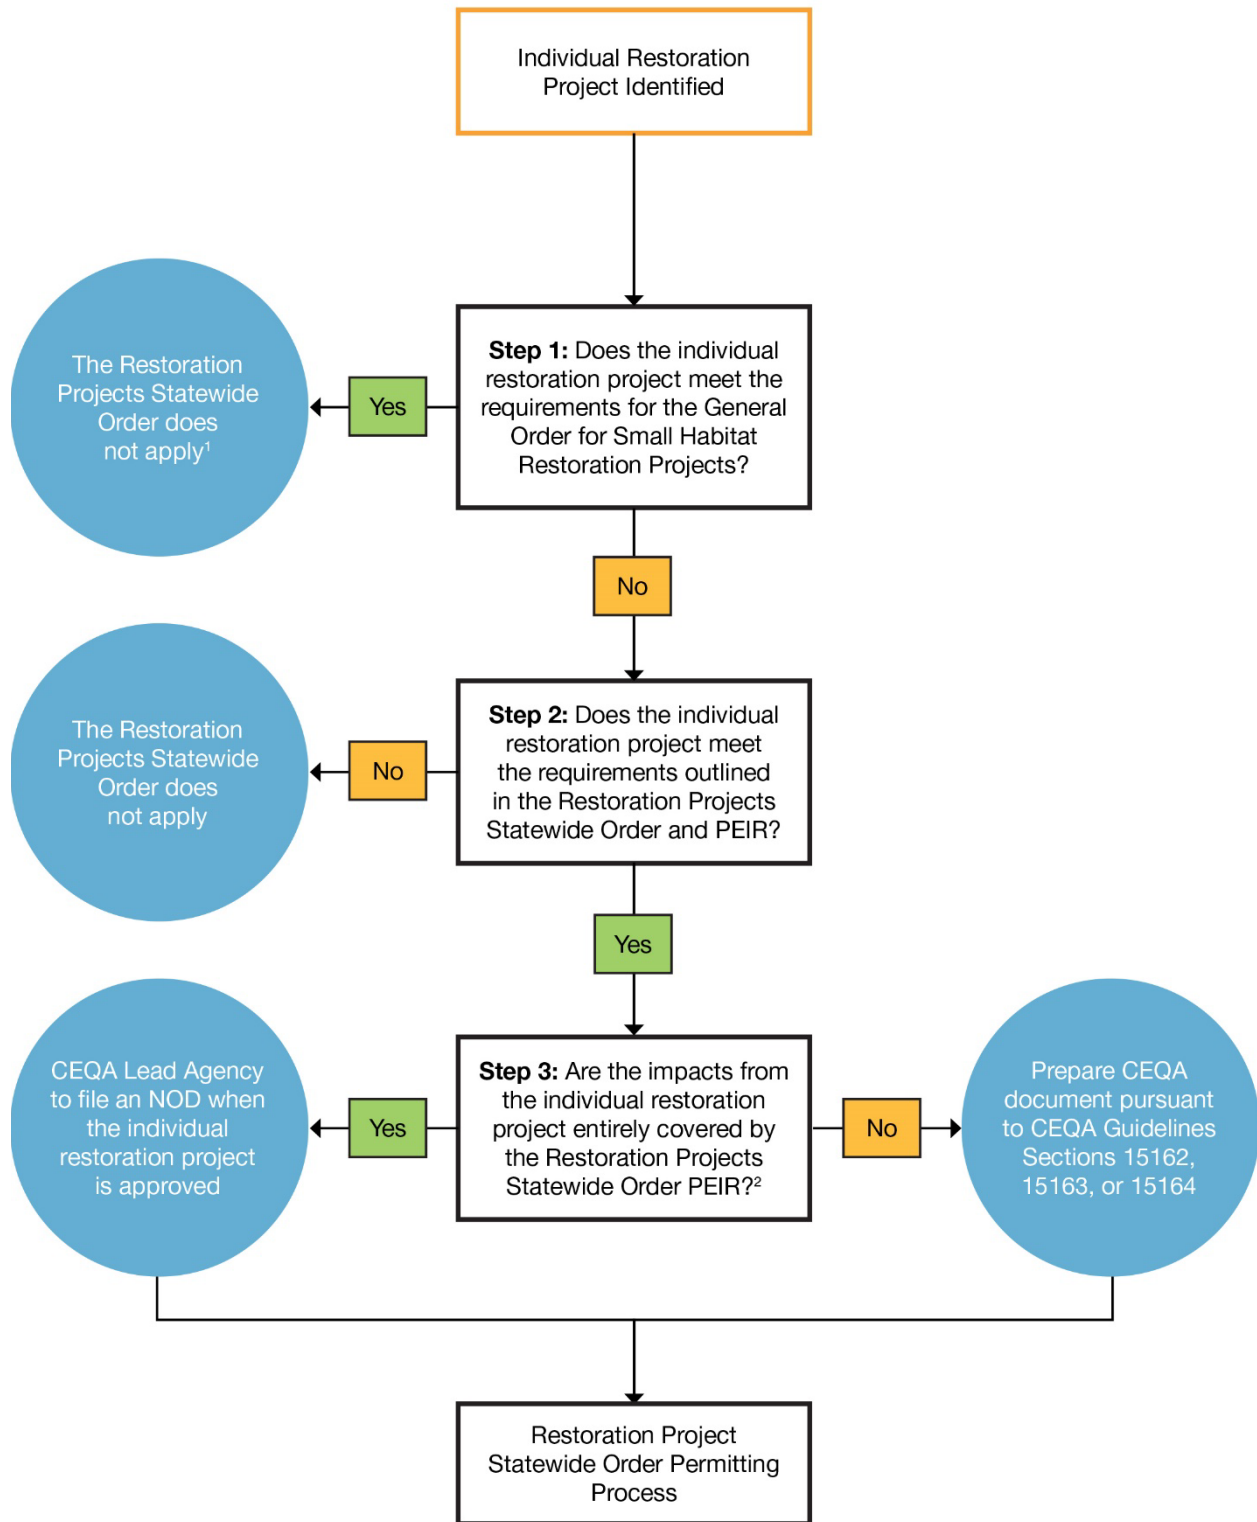 Individual Restoration
Project Identified
The Restoration
Projects Statewide
Order does
not apply¹
Yes
Step 1: Does the individual
restoration project meet the
requirements for the General
Order for Small Habitat
Restoration Projects?
No
The Restoration
Projects Statewide
Order does
not apply
No
Step 2: Does the individual
restoration project meet
the requirements outlined
in the Restoration Projects
Statewide Order and PEIR?
Yes
CEQA Lead Agency
to file an NOD when
the individual
restoration project
is approved
Yes
Step 3: Are the impacts from
the individual restoration
project entirely covered by
the Restoration Projects
Statewide Order PEIR?²
No
Prepare CEQA
document pursuant
to CEQA Guidelines
Sections 15162,
15163, or 15164
Restoration Project
Statewide Order Permitting
Process